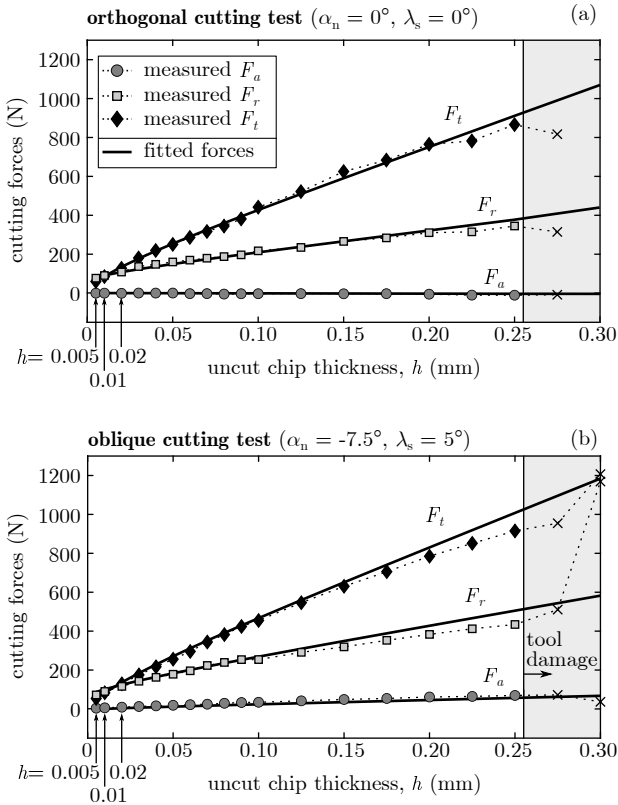 orthogonal cutting test (αn = 0°, λs = 0°)
(a)
measured Fa
measured Fr
measured Ft
fitted forces
1200
1000
800
600
400
200
0
cutting forces (N)
Ft
Fr
Fa
0 0.05 0.10 0.15 0.20 0.25 0.30
h= 0.005 0.02
0.01
uncut chip thickness, h (mm)
oblique cutting test (αn = -7.5°, λs = 5°)
(b)
1200
1000
800
600
400
200
0
cutting forces (N)
Ft
Fr
Fa
tool
damage
0 0.05 0.10 0.15 0.20 0.25 0.30
h= 0.005 0.02
0.01
uncut chip thickness, h (mm)